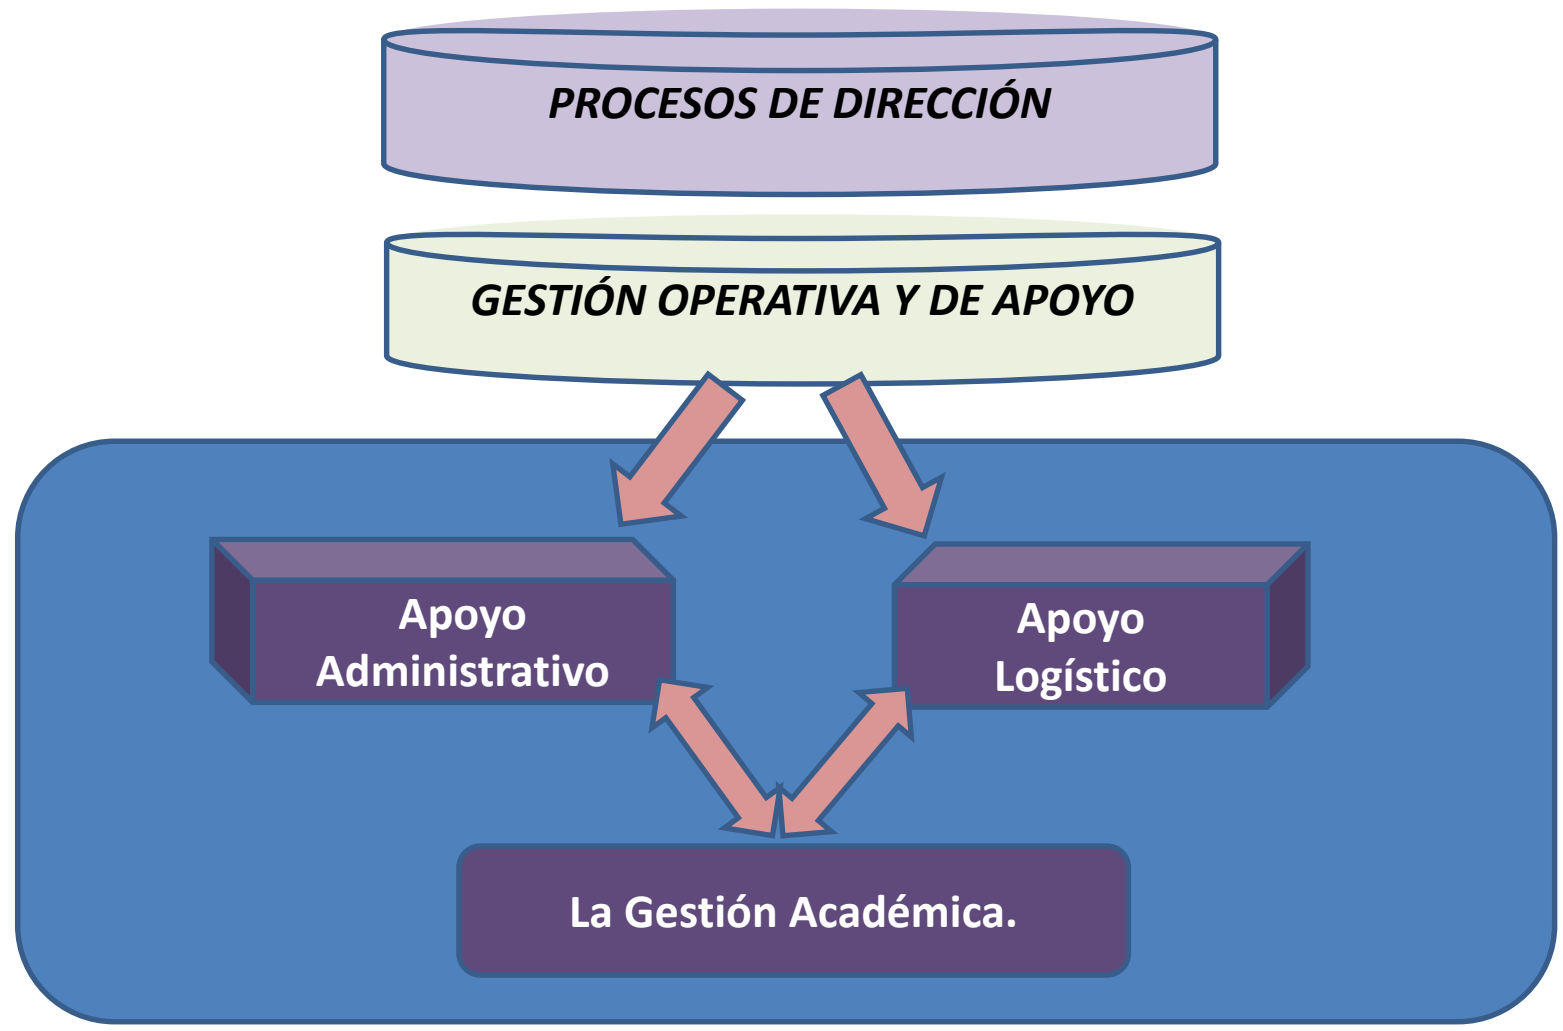 PROCESOS DE DIRECCIÓN
GESTIÓN OPERATIVA Y DE APOYO
Apoyo
Administrativo
Apoyo
Logístico
La Gestión Académica.